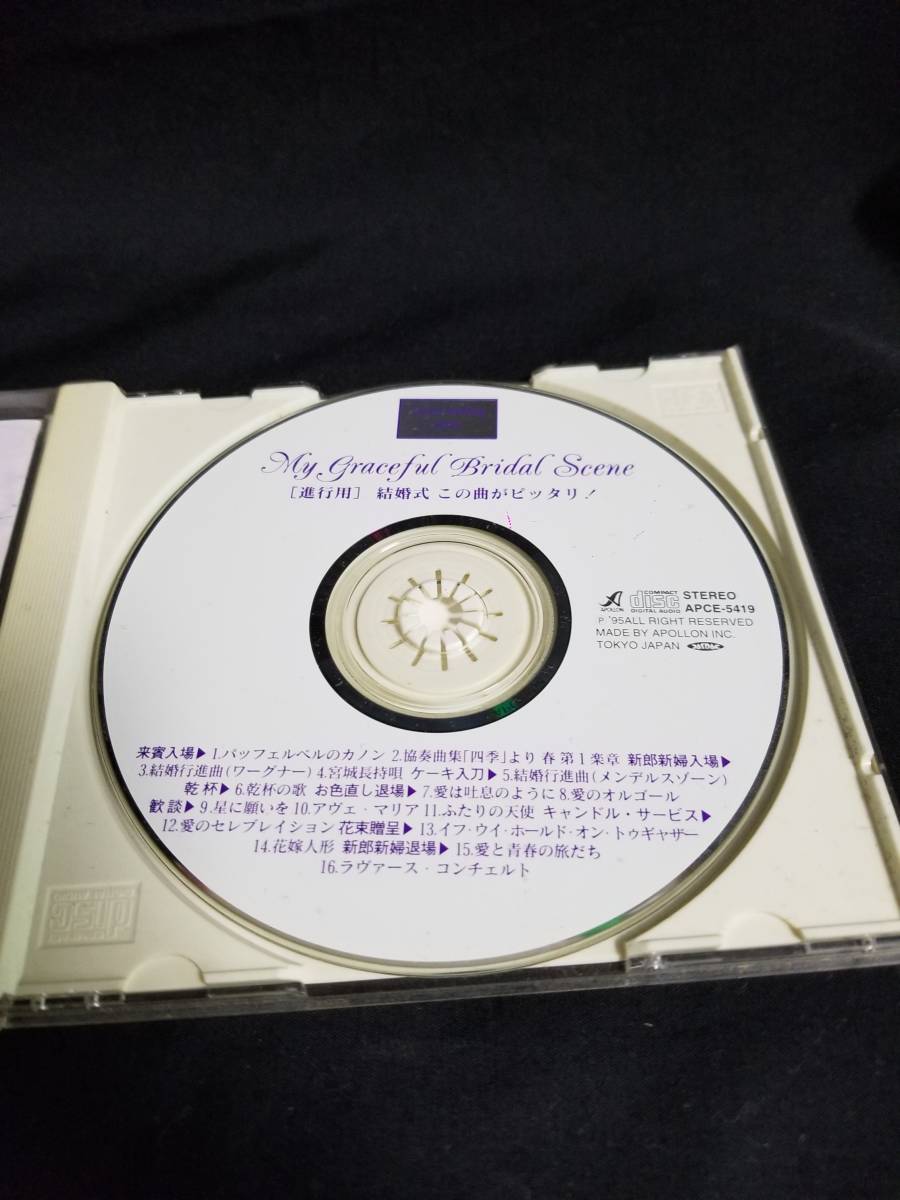 My Graceful Bridal Scene
［進行用］ 結婚式 この曲がピッタリ！
APOLLON COMPACT disc DIGITAL AUDIO STEREO
APCE-5419
P. '95ALL RIGHT RESERVED
MADE BY APOLLON INC.
TOKYO JAPAN
来賓入場▶ 1.パッフェルベルのカノン 2.協奏曲集「四季」より 春 第1楽章 新郎新婦入場▶
3.結婚行進曲(ワーグナー) 4.宮城長持唄 ケーキ入刀▶ 5.結婚行進曲(メンデルスゾーン)
乾 杯▶ 6.乾杯の歌 お色直し退場▶ 7.愛は吐息のように 8.愛のオルゴール
歓 談▶ 9.星に願いを 10.アヴェ・マリア 11.ふたりの天使 キャンドル・サービス▶
12.愛のセレブレイション 花束贈呈▶ 13.イフ・ウイ・ホールド・オン・トゥギャザー
14.花嫁人形 新郎新婦退場▶ 15.愛と青春の旅だち
16.ラヴァース・コンチェルト
disc